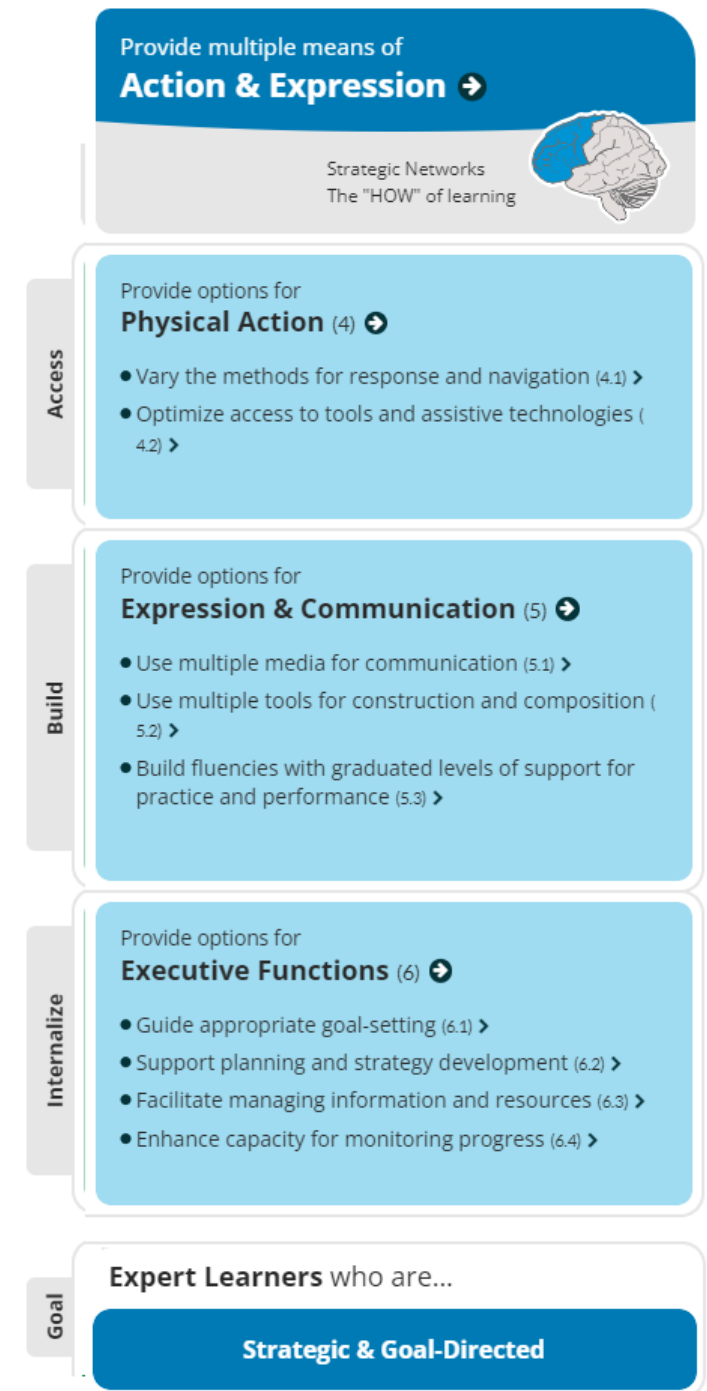 Provide multiple means of
Action & Expression
Strategic Networks
The "HOW" of learning
Access
Provide options for
Physical Action (4)
Vary the methods for response and navigation (4.1)
Optimize access to tools and assistive technologies (
4.2)
Build
Provide options for
Expression & Communication (5)
Use multiple media for communication (5.1)
Use multiple tools for construction and composition (
5.2)
Build fluencies with graduated levels of support for
practice and performance (5.3)
Internalize
Provide options for
Executive Functions (6)
Guide appropriate goal-setting (6.1)
Support planning and strategy development (6.2)
Facilitate managing information and resources (6.3)
Enhance capacity for monitoring progress (6.4)
Goal
Expert Learners who are...
Strategic & Goal-Directed